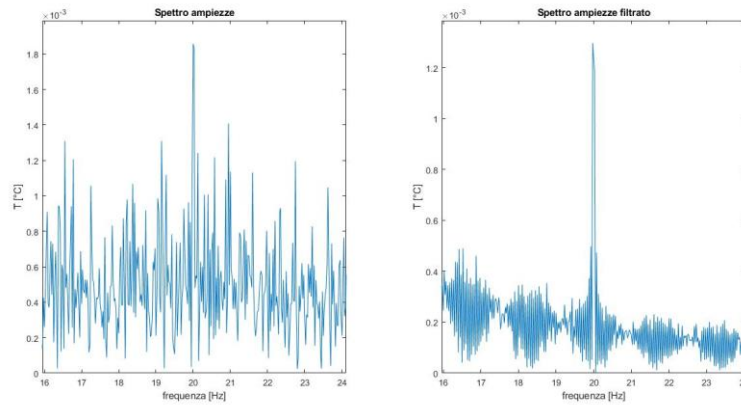 Spettro ampiezze
×10⁻³
1.8
1.6
1.4
1.2
1
0.8
0.6
0.4
0.2
0
T [°C]
16 17 18 19 20 21 22 23 24
frequenza [Hz]
Spettro ampiezze filtrato
×10⁻³
1.2
1
0.8
0.6
0.4
0.2
0
T [°C]
16 17 18 19 20 21 22 23
frequenza [Hz]